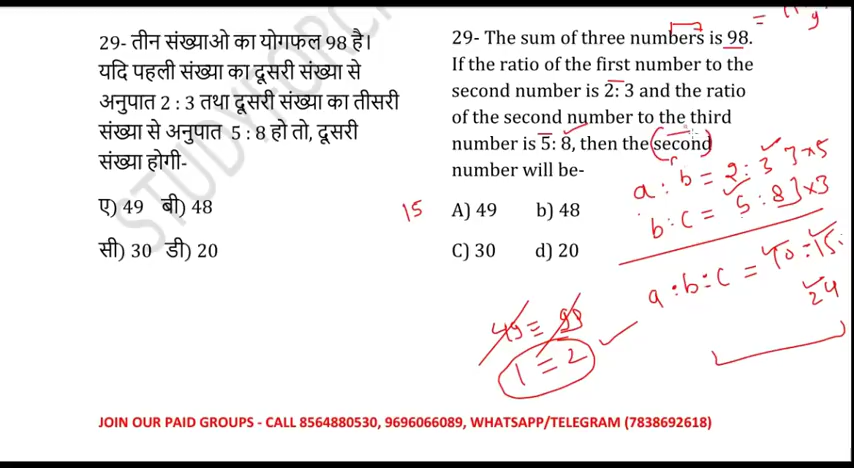 29- तीन संख्याओ का योगफल 98 है।
यदि पहली संख्या का दूसरी संख्या से
अनुपात 2 : 3 तथा दूसरी संख्या का तीसरी
संख्या से अनुपात 5 : 8 हो तो, दूसरी
संख्या होगी-
ए) 49 बी) 48
सी) 30 डी) 20
29- The sum of three numbers is 98.
If the ratio of the first number to the
second number is 2: 3 and the ratio
of the second number to the third
number is 5: 8, then the second
number will be-
A) 49 b) 48
C) 30 d) 20
15
a : b = 2 : 3 ] ×5
b : c = 5 : 8 ] ×3
a : b : c = 10 : 15 :
24
49 = 98
1 = 2
JOIN OUR PAID GROUPS - CALL 8564880530, 9696066089, WHATSAPP/TELEGRAM (7838692618)